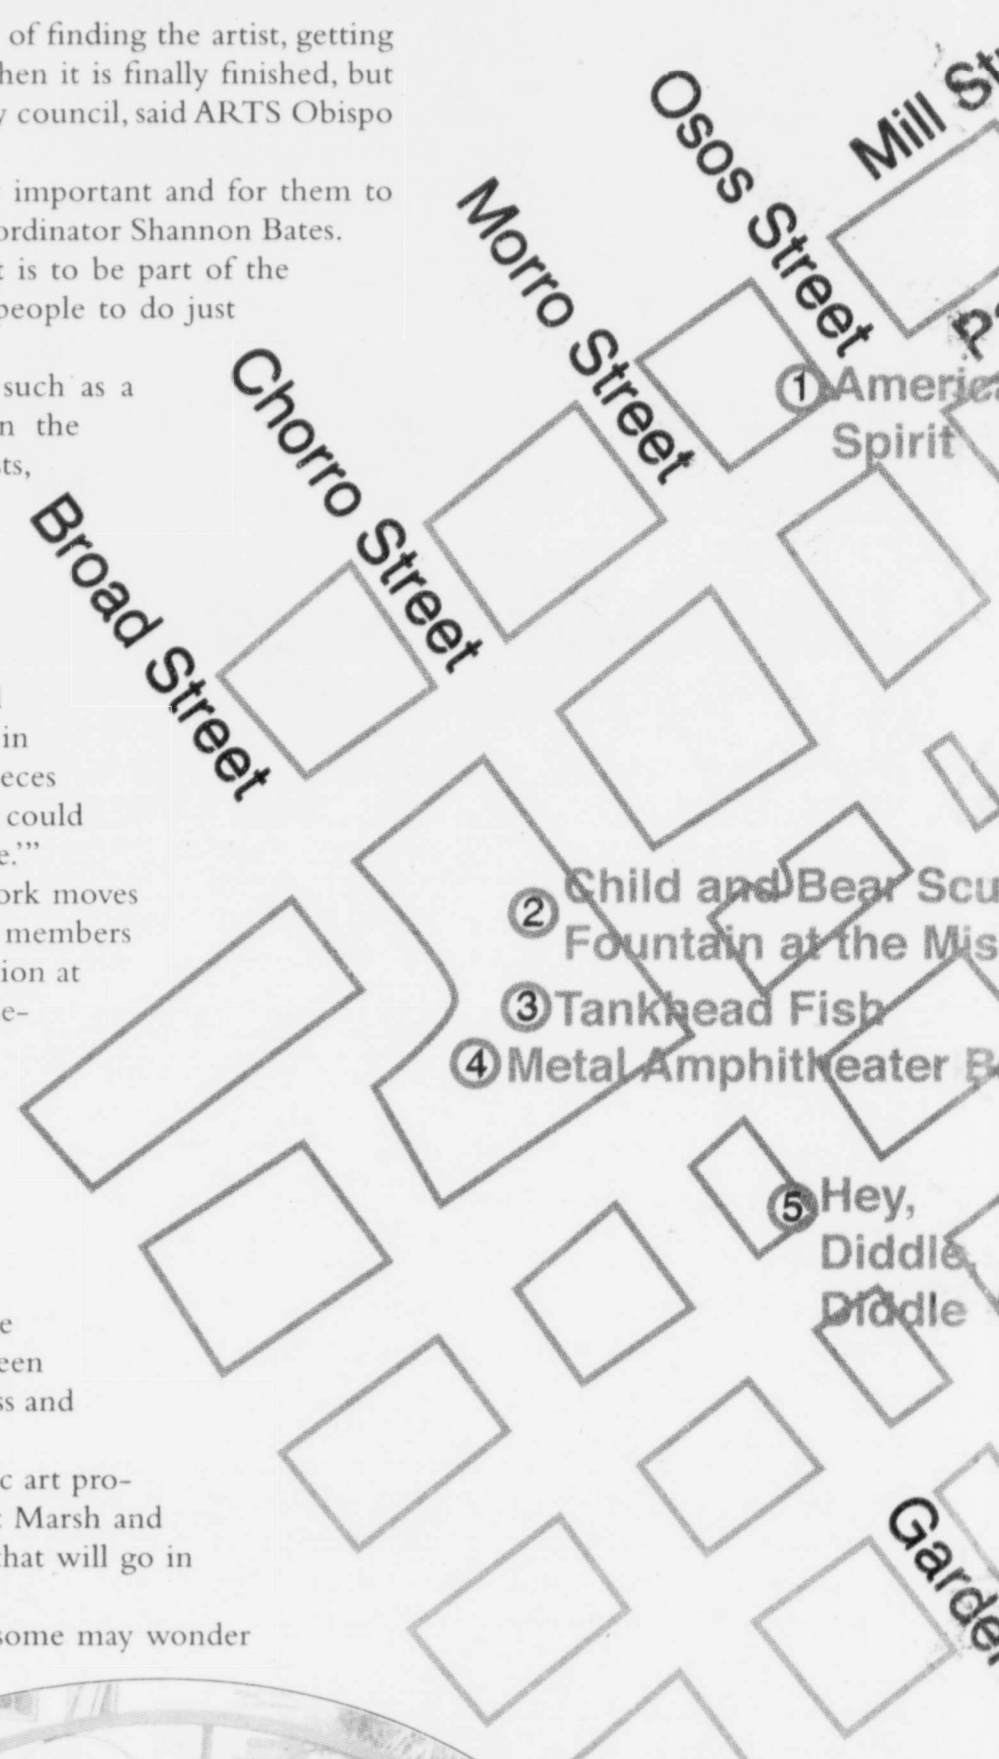 of finding the artist, getting
hen it is finally finished, but
y council, said ARTS Obispo
important and for them to
ordinator Shannon Bates.
t is to be part of the
people to do just
such as a
n the
ts,
in
eces
could
e.'”
ork moves
members
ion at
e-
e
een
ss and
c art pro-
t Marsh and
that will go in
some may wonder
Broad Street
Chorro Street
Morro Street
Osos Street
Mill St
1 America
Spirit
2 Child and Bear Scu
Fountain at the Mis
3 Tankhead Fish
4 Metal Amphitheater B
5 Hey,
Diddle,
Diddle
Garde